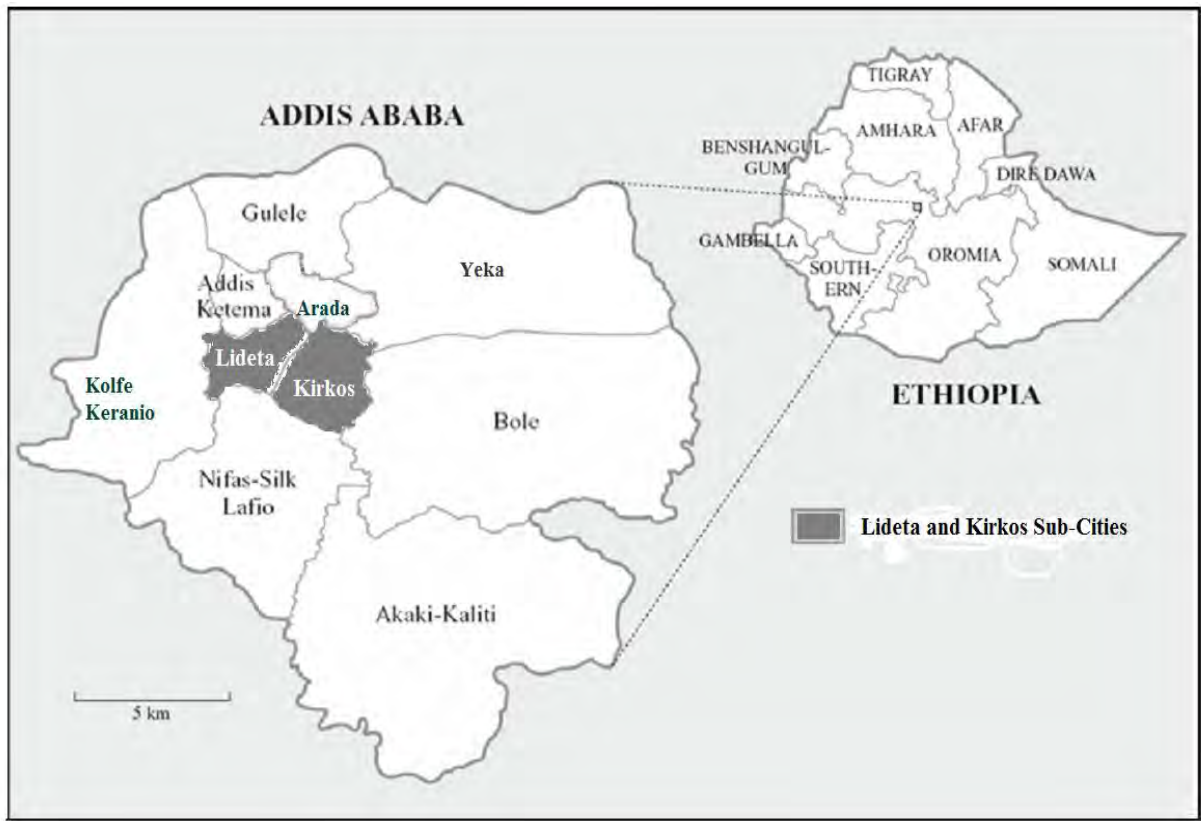 ADDIS ABABA
Gulele
Yeka
Addis
Ketema
Arada
Lideta
Kirkos
Kolfe
Keranio
Bole
Nifas-Silk
Lafio
Akaki-Kaliti
5 km
TIGRAY
AMHARA
AFAR
BENSHANGUL-
GUM
DIRE DAWA
GAMBELLA
SOUTH-
ERN
OROMIA
SOMALI
ETHIOPIA
Lideta and Kirkos Sub-Cities